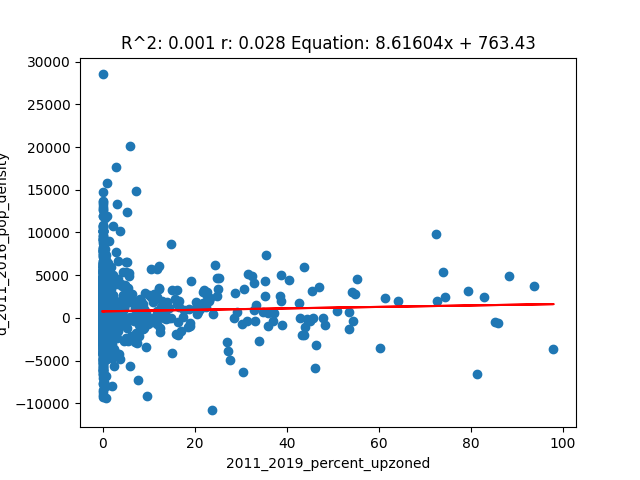 R^2: 0.001 r: 0.028 Equation: 8.61604x + 763.43
30000
25000
20000
15000
10000
5000
0
−5000
−10000
d_2011_2016_pop_density
0 20 40 60 80 100
2011_2019_percent_upzoned